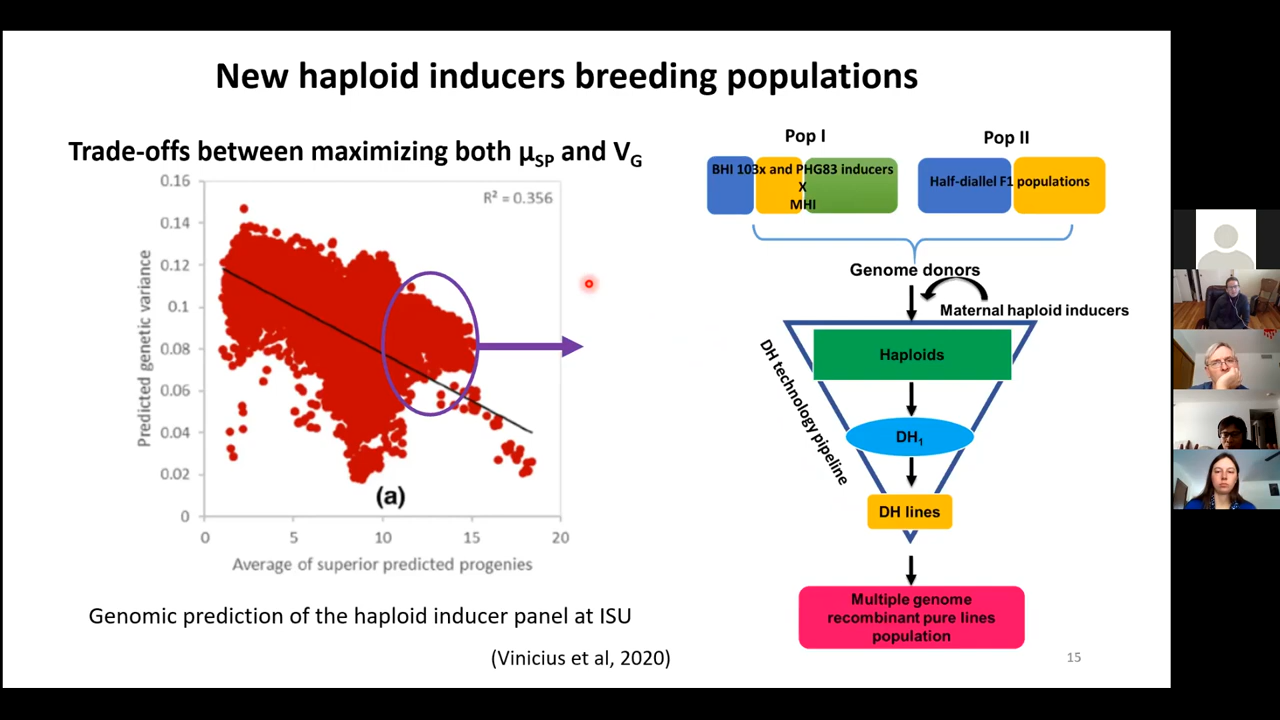 New haploid inducers breeding populations
Trade-offs between maximizing both μSP and VG
0.16
0.14
0.12
0.1
0.08
0.06
0.04
0.02
0
Predicted genetic variance
R² = 0.356
(a)
0 5 10 15 20
Average of superior predicted progenies
Genomic prediction of the haploid inducer panel at ISU
(Vinicius et al, 2020)
Pop I
BHI 103x and PHG83 inducers
X
MHI
Pop II
Half-diallel F1 populations
Genome donors
Maternal haploid inducers
DH technology pipeline
Haploids
DH1
DH lines
Multiple genome
recombinant pure lines
population
15